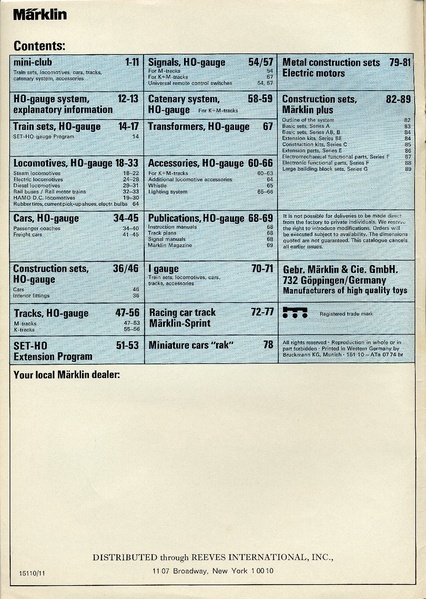 Märklin
Contents:
mini-club 1-11
Train sets, locomotives, cars, tracks,
catenary system, accessories
HO-gauge system, 12-13
explanatory information
Train sets, HO-gauge 14-17
SET-HO gauge Program 14
Locomotives, HO-gauge 18-33
Steam locomotives 18-22
Electric locomotives 24-28
Diesel locomotives 29-31
Rail buses / Rail motor trains 32-33
HAMO D.C. locomotives 19-30
Rubber tires, current pick-up shoes, electr. bulbs 64
Cars, HO-gauge 34-45
Passenger coaches 34-40
Freight cars 41-45
Construction sets, 36/46
HO-gauge
Cars 46
Interior fittings 36
Tracks, HO-gauge 47-56
M-tracks 47-53
K-tracks 55-56
SET-HO 51-53
Extension Program
Signals, HO-gauge 54/57
For M-tracks 54
For K+M-tracks 57
Universal remote control switches 54, 57
Catenary system, 58-59
HO-gauge For K+M-tracks
Transformers, HO-gauge 67
Accessories, HO-gauge 60-66
For K+M-tracks 60-63
Additional locomotive accessories 64
Whistle 65
Lighting system 65-66
Publications, HO-gauge 68-69
Instruction manuals 68
Track plans 68
Signal manuals 68
Märklin Magazine 69
I gauge 70-71
Train sets, locomotives, cars,
tracks, accessories
Racing car track 72-77
Märklin-Sprint
Miniature cars "rak" 78
Metal construction sets 79-81
Electric motors
Construction sets, 82-89
Märklin plus
Outline of the system 82
Basic sets, Series A 83
Basic sets, Series AB, B 84
Extension kits, Series BB 84
Construction kits, Series C 85
Extension parts, Series E 86
Electromechanical functional parts, Series F 87
Electronic functional parts, Series F 88
Large building block sets, Series G 89
It is not possible for deliveries to be made direct
from the factory to private individuals. We reserve
the right to introduce modifications. Orders will
be executed subject to availability. The dimensions
quoted are not guaranteed. This catalogue cancels
all earlier issues.
Gebr. Märklin & Cie. GmbH.
732 Göppingen/Germany
Manufacturers of high quality toys
Registered trade mark
All rights reserved · Reproduction in whole or in
part forbidden · Printed in Western Germany by
Bruckmann KG, Munich · 151 10 – ATa 07 74 br
Your local Märklin dealer:
DISTRIBUTED through REEVES INTERNATIONAL, INC.,
1107 Broadway, New York 10010
15110/11